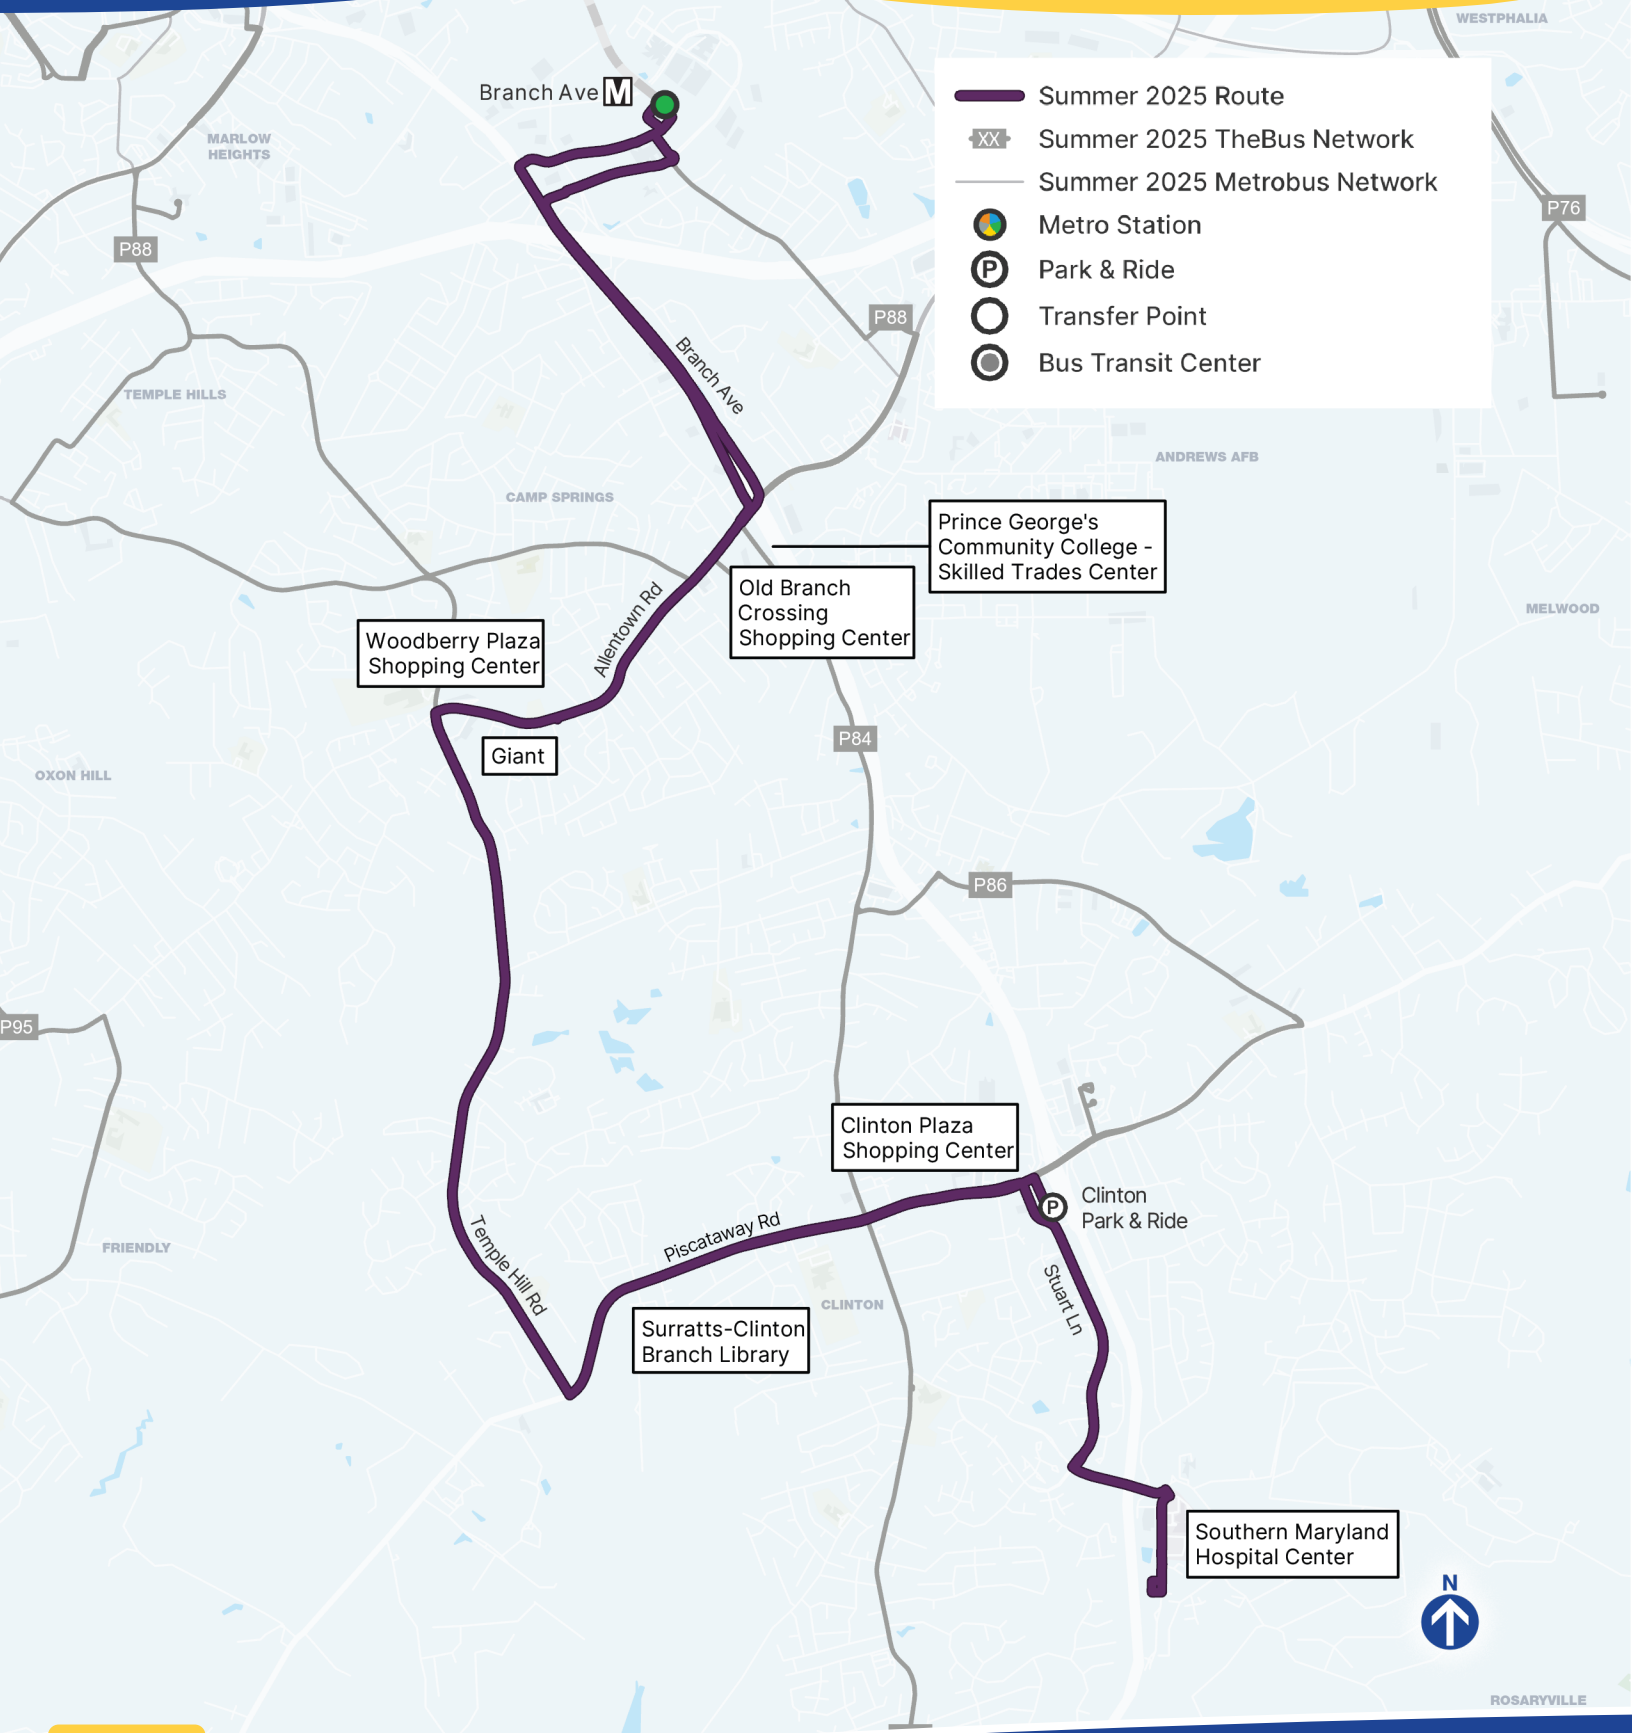 WESTPHALIA
Branch Ave M
Summer 2025 Route
XX Summer 2025 TheBus Network
Summer 2025 Metrobus Network
Metro Station
P Park & Ride
Transfer Point
Bus Transit Center
MARLOW
HEIGHTS
P88
P76
P88
Branch Ave
TEMPLE HILLS
ANDREWS AFB
CAMP SPRINGS
Prince George's
Community College -
Skilled Trades Center
Old Branch
Crossing
Shopping Center
Allentown Rd
MELWOOD
Woodberry Plaza
Shopping Center
P84
Giant
OXON HILL
P86
P95
Clinton Plaza
Shopping Center
P
Clinton
Park & Ride
Piscataway Rd
Temple Hill Rd
FRIENDLY
Stuart Ln
CLINTON
Surratts-Clinton
Branch Library
Southern Maryland
Hospital Center
N
ROSARYVILLE